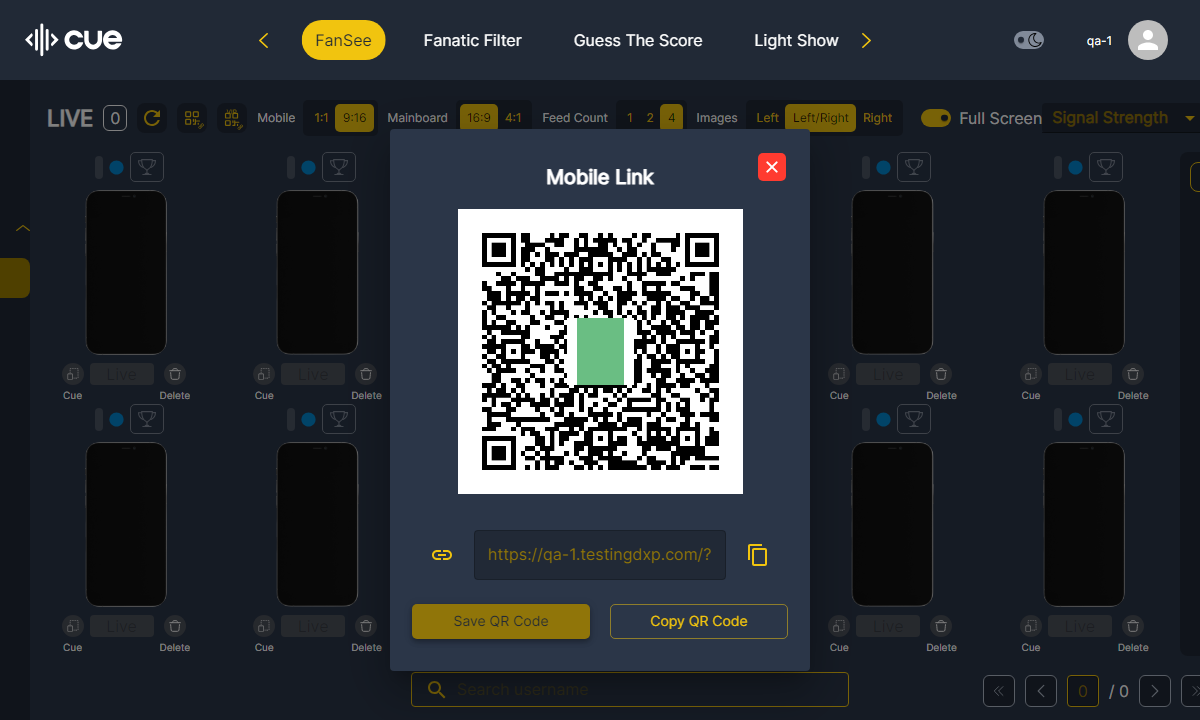 cue
FanSee
Fanatic Filter
Guess The Score
Light Show
qa-1
LIVE 0
Mobile 1:1 9:16
Mainboard 16:9 4:1
Feed Count 1 2 4
Images Left Left/Right Right
Full Screen
Signal Strength
Mobile Link
https://qa-1.testingdxp.com/?
Save QR Code
Copy QR Code
Live Live Live Live
Cue Delete Cue Delete Cue Delete Cue Delete
Live Live Live Live
Cue Delete Cue Delete Cue Delete Cue Delete
Search username
0 / 0